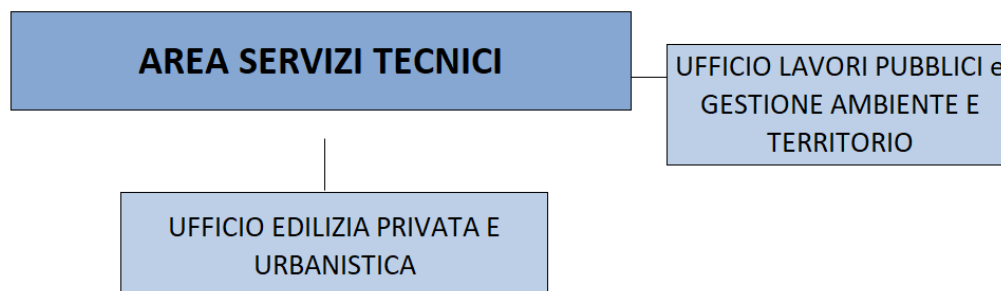 AREA SERVIZI TECNICI
UFFICIO LAVORI PUBBLICI e
GESTIONE AMBIENTE E
TERRITORIO
UFFICIO EDILIZIA PRIVATA E
URBANISTICA